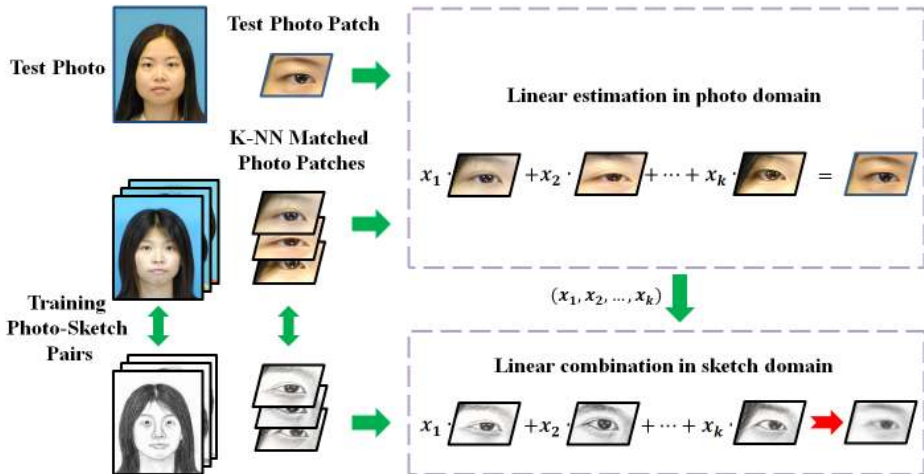 Test Photo
Test Photo Patch
K-NN Matched
Photo Patches
Training
Photo-Sketch
Pairs
Linear estimation in photo domain
x₁ · + x₂ · + ⋯ + xₖ · =
(x₁, x₂, …, xₖ)
Linear combination in sketch domain
x₁ · + x₂ · + ⋯ + xₖ ·